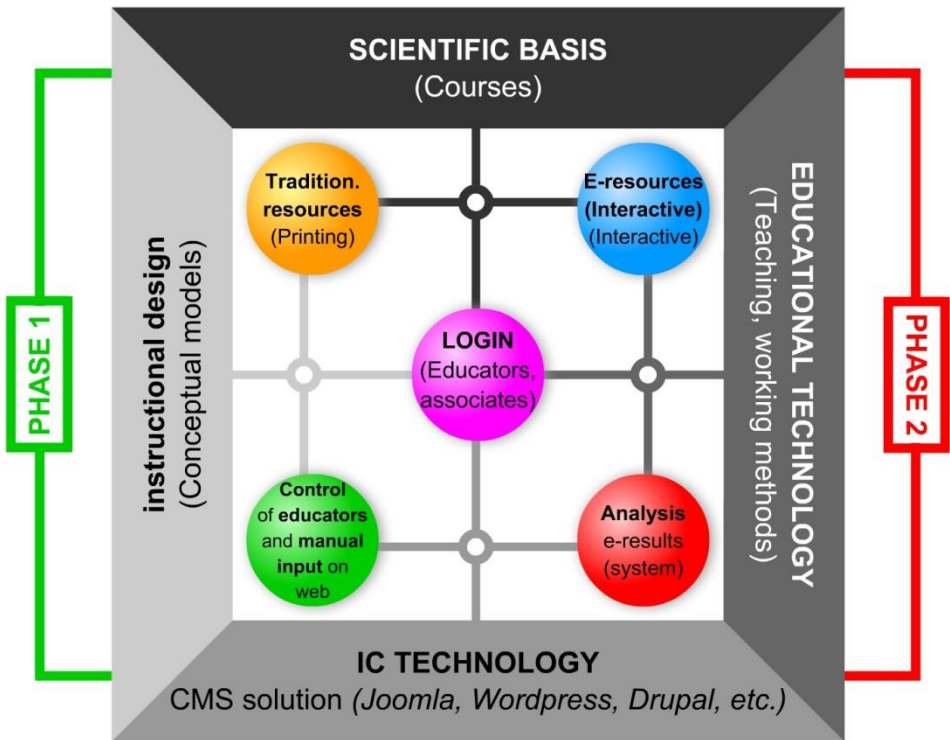 SCIENTIFIC BASIS
(Courses)
PHASE 1
instructional design
(Conceptual models)
Tradition.
resources
(Printing)
E-resources
(Interactive)
(Interactive)
LOGIN
(Educators,
associates)
Control
of educators
and manual
input on
web
Analysis
e-results
(system)
EDUCATIONAL TECHNOLOGY
(Teaching, working methods)
PHASE 2
IC TECHNOLOGY
CMS solution (Joomla, Wordpress, Drupal, etc.)